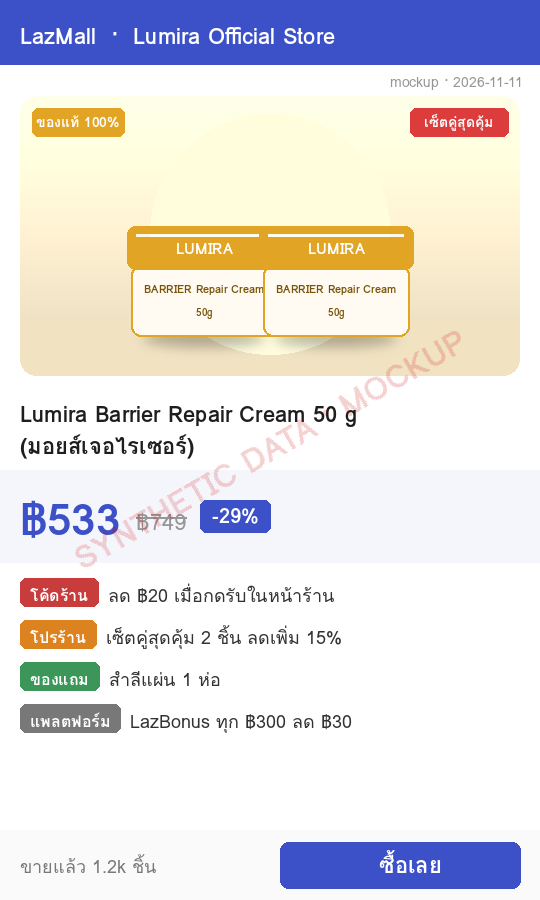 LazMall · Lumira Official Store
mockup · 2026-11-11
ของแท้ 100%
เซ็ตคู่สุดคุ้ม
LUMIRA
LUMIRA
BARRIER Repair Cream
BARRIER Repair Cream
50g
50g
Lumira Barrier Repair Cream 50 g
(มอยส์เจอไรเซอร์)
SYNTHETIC DATA · MOCKUP
฿533 ฿749 -29%
โค้ดร้าน ลด ฿20 เมื่อกดรับในหน้าร้าน
โปรร้าน เซ็ตคู่สุดคุ้ม 2 ชิ้น ลดเพิ่ม 15%
ของแถม สำลีแผ่น 1 ห่อ
แพลตฟอร์ม LazBonus ทุก ฿300 ลด ฿30
ขายแล้ว 1.2k ชิ้น
ซื้อเลย